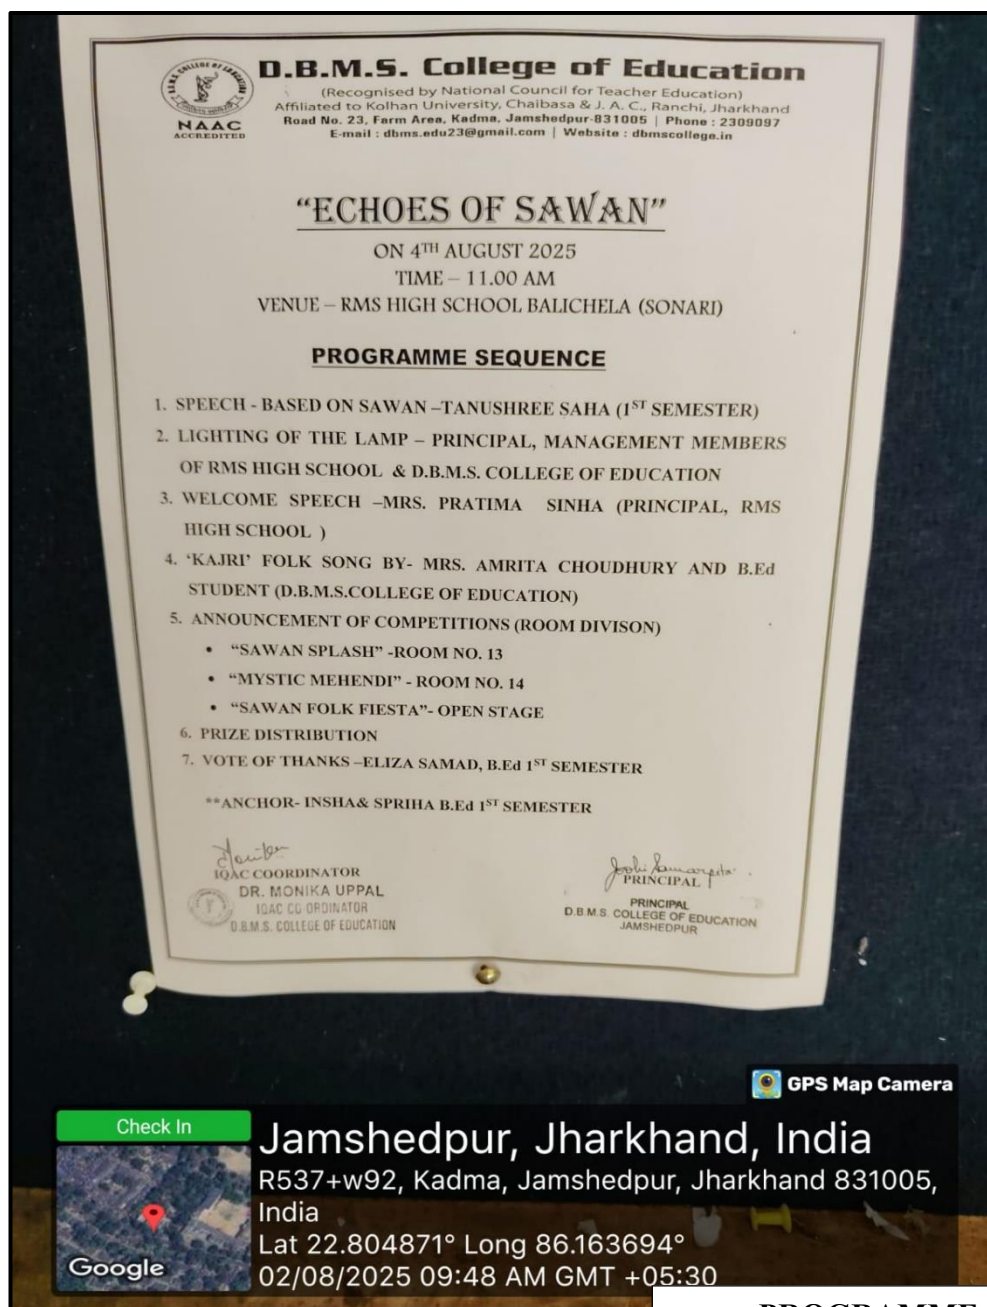 D.B.M.S. College of Education
(Recognised by National Council for Teacher Education)
Affiliated to Kolhan University, Chaibasa & J. A. C., Ranchi, Jharkhand
Road No. 23, Farm Area, Kadma, Jamshedpur-831005 | Phone : 2309097
E-mail : dbms.edu23@gmail.com | Website : dbmscollege.in
NAAC
ACCREDITED
"ECHOES OF SAWAN"
ON 4TH AUGUST 2025
TIME – 11.00 AM
VENUE – RMS HIGH SCHOOL BALICHELA (SONARI)
PROGRAMME SEQUENCE
1. SPEECH - BASED ON SAWAN –TANUSHREE SAHA (1ST SEMESTER)
2. LIGHTING OF THE LAMP – PRINCIPAL, MANAGEMENT MEMBERS
OF RMS HIGH SCHOOL & D.B.M.S. COLLEGE OF EDUCATION
3. WELCOME SPEECH –MRS. PRATIMA SINHA (PRINCIPAL, RMS
HIGH SCHOOL )
4. 'KAJRI' FOLK SONG BY- MRS. AMRITA CHOUDHURY AND B.Ed
STUDENT (D.B.M.S.COLLEGE OF EDUCATION)
5. ANNOUNCEMENT OF COMPETITIONS (ROOM DIVISON)
• "SAWAN SPLASH" -ROOM NO. 13
• "MYSTIC MEHENDI" - ROOM NO. 14
• "SAWAN FOLK FIESTA"- OPEN STAGE
6. PRIZE DISTRIBUTION
7. VOTE OF THANKS –ELIZA SAMAD, B.Ed 1ST SEMESTER
**ANCHOR- INSHA& SPRIHA B.Ed 1ST SEMESTER
IQAC COORDINATOR
DR. MONIKA UPPAL
IQAC CO-ORDINATOR
D.B.M.S. COLLEGE OF EDUCATION
PRINCIPAL
PRINCIPAL
D.B.M.S. COLLEGE OF EDUCATION
JAMSHEDPUR
GPS Map Camera
Check In
Google
Jamshedpur, Jharkhand, India
R537+w92, Kadma, Jamshedpur, Jharkhand 831005,
India
Lat 22.804871° Long 86.163694°
02/08/2025 09:48 AM GMT +05:30
PROGRAMME